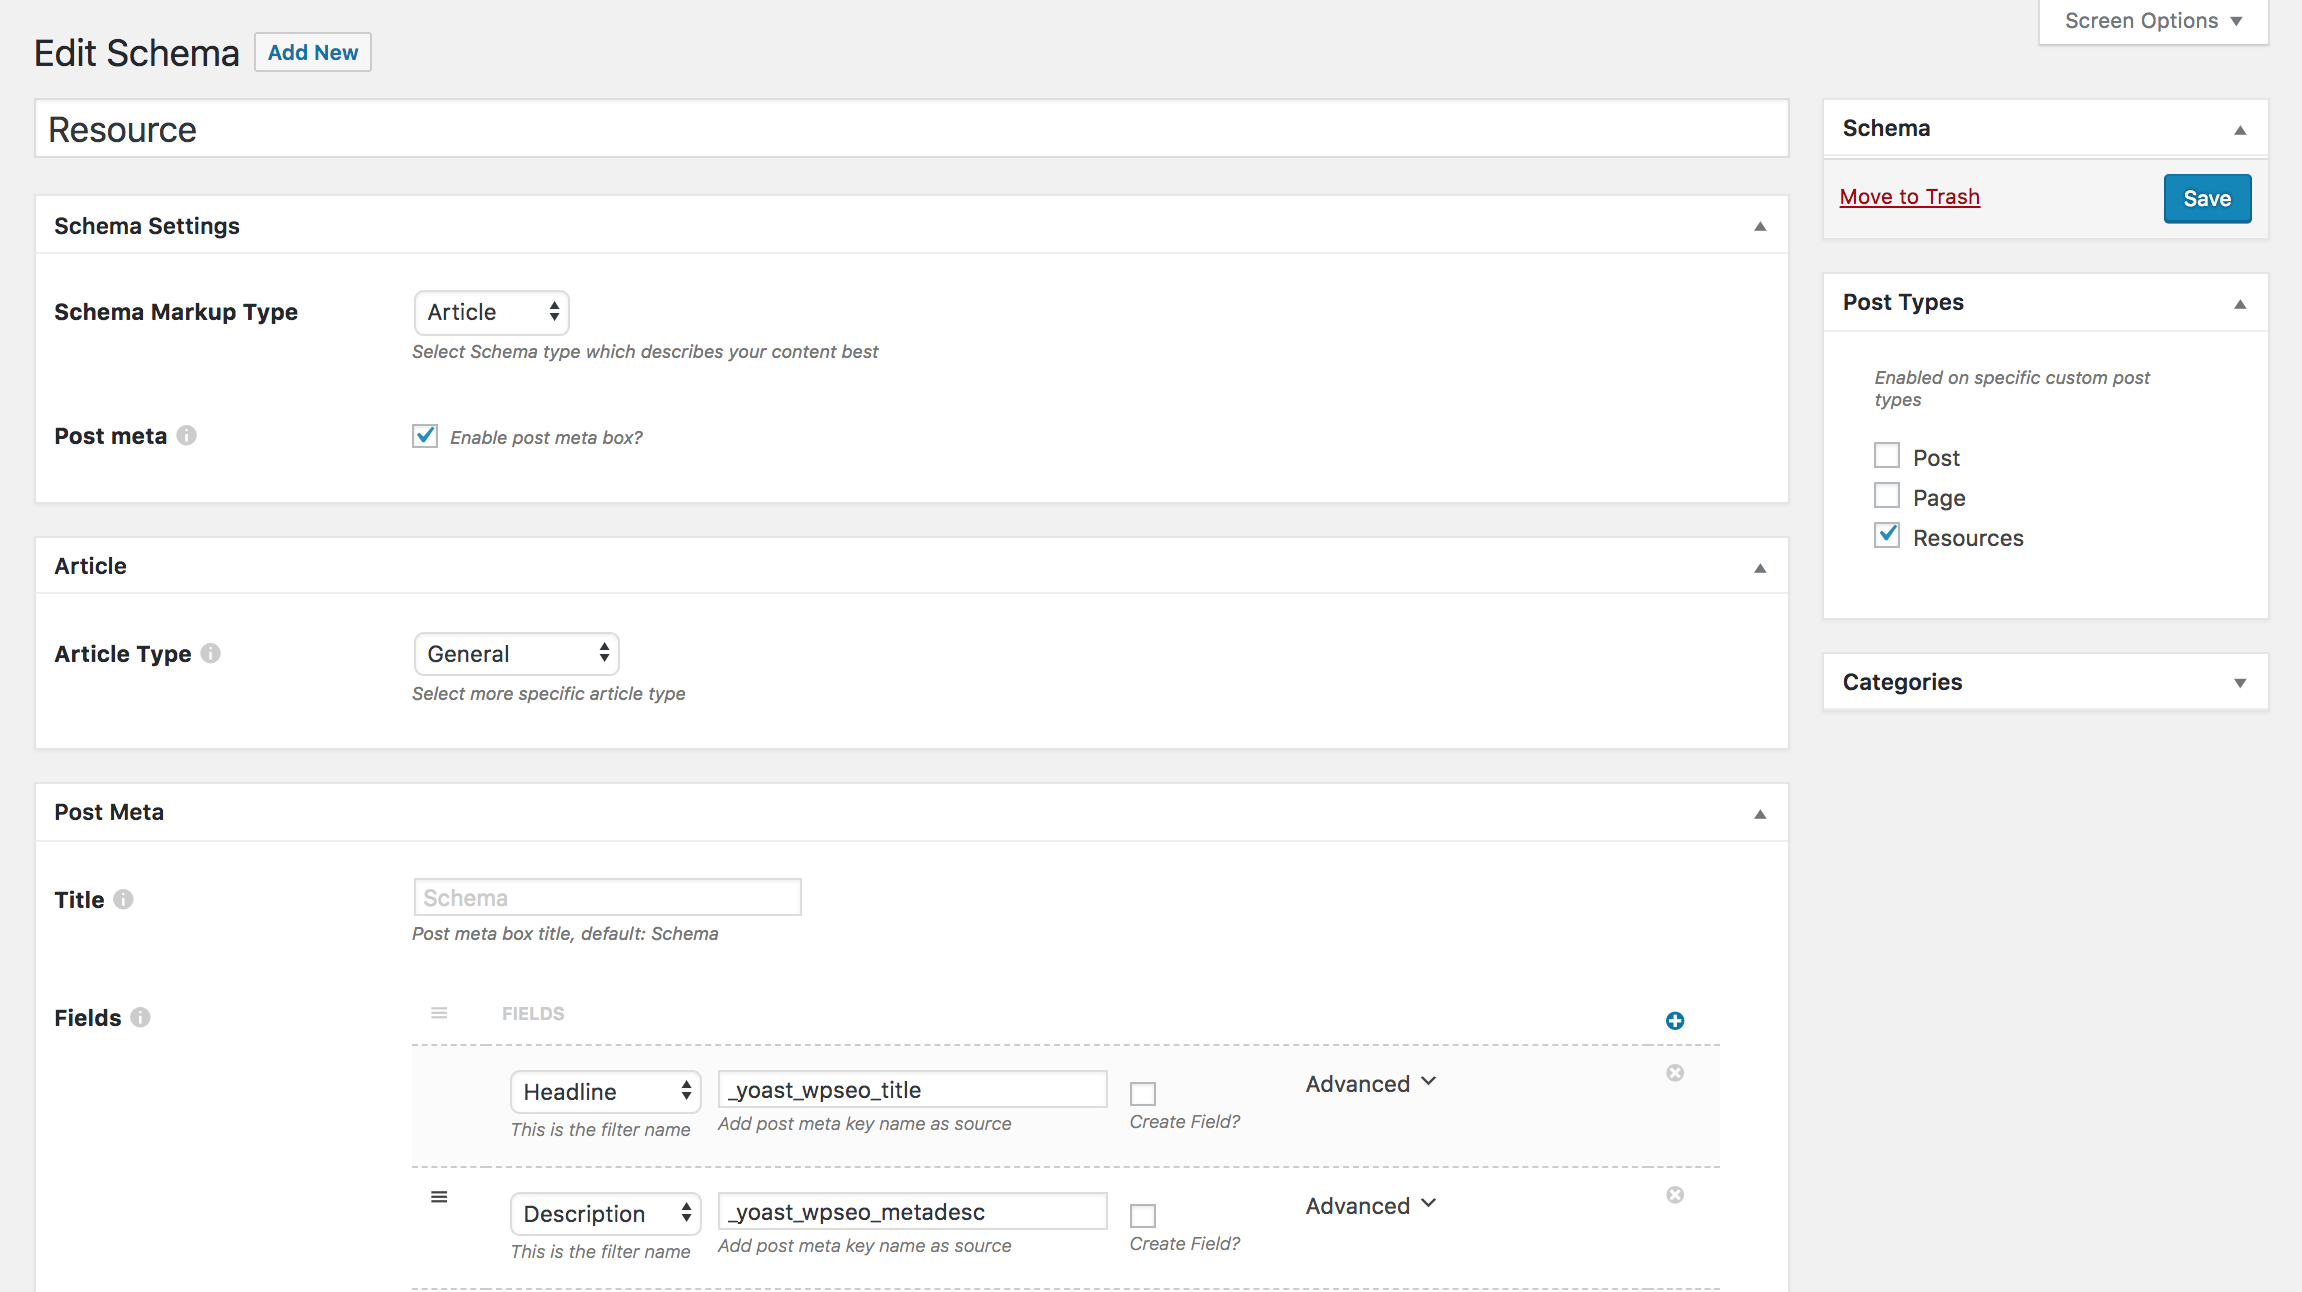 Screen Options
Edit Schema
Add New
Resource
Schema Settings
Schema Markup Type
Article
Select Schema type which describes your content best
Post meta
Enable post meta box?
Article
Article Type
General
Select more specific article type
Post Meta
Title
Schema
Post meta box title, default: Schema
Fields
FIELDS
Headline
_yoast_wpseo_title
Advanced
This is the filter name
Add post meta key name as source
Create Field?
Description
_yoast_wpseo_metadesc
Advanced
This is the filter name
Add post meta key name as source
Create Field?
Schema
Move to Trash
Save
Post Types
Enabled on specific custom post
types
Post
Page
Resources
Categories